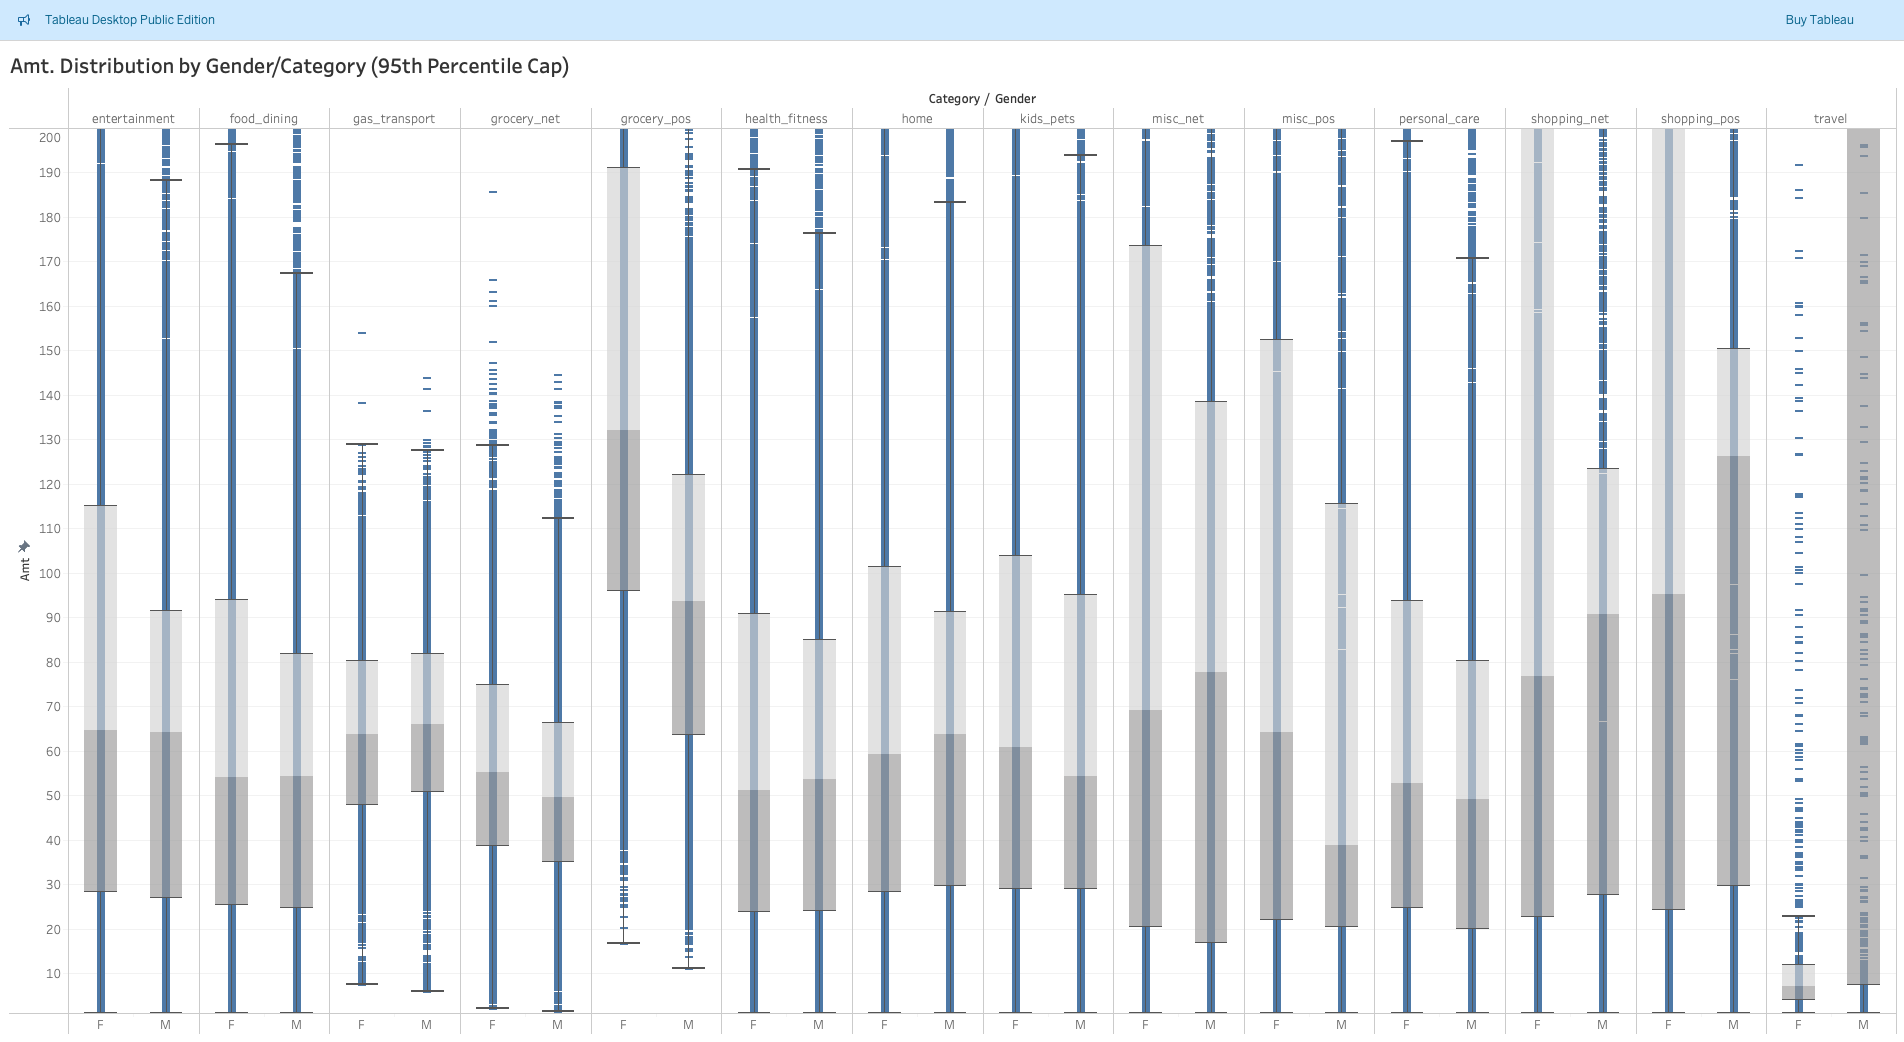 Tableau Desktop Public Edition
Buy Tableau
Amt. Distribution by Gender/Category (95th Percentile Cap)
Category / Gender
entertainment food_dining gas_transport grocery_net grocery_pos health_fitness home kids_pets misc_net misc_pos personal_care shopping_net shopping_pos travel
200
190
180
170
160
150
140
130
120
110
100
90
80
70
60
50
40
30
20
10
Amt
F M F M F M F M F M F M F M F M F M F M F M F M F M F M